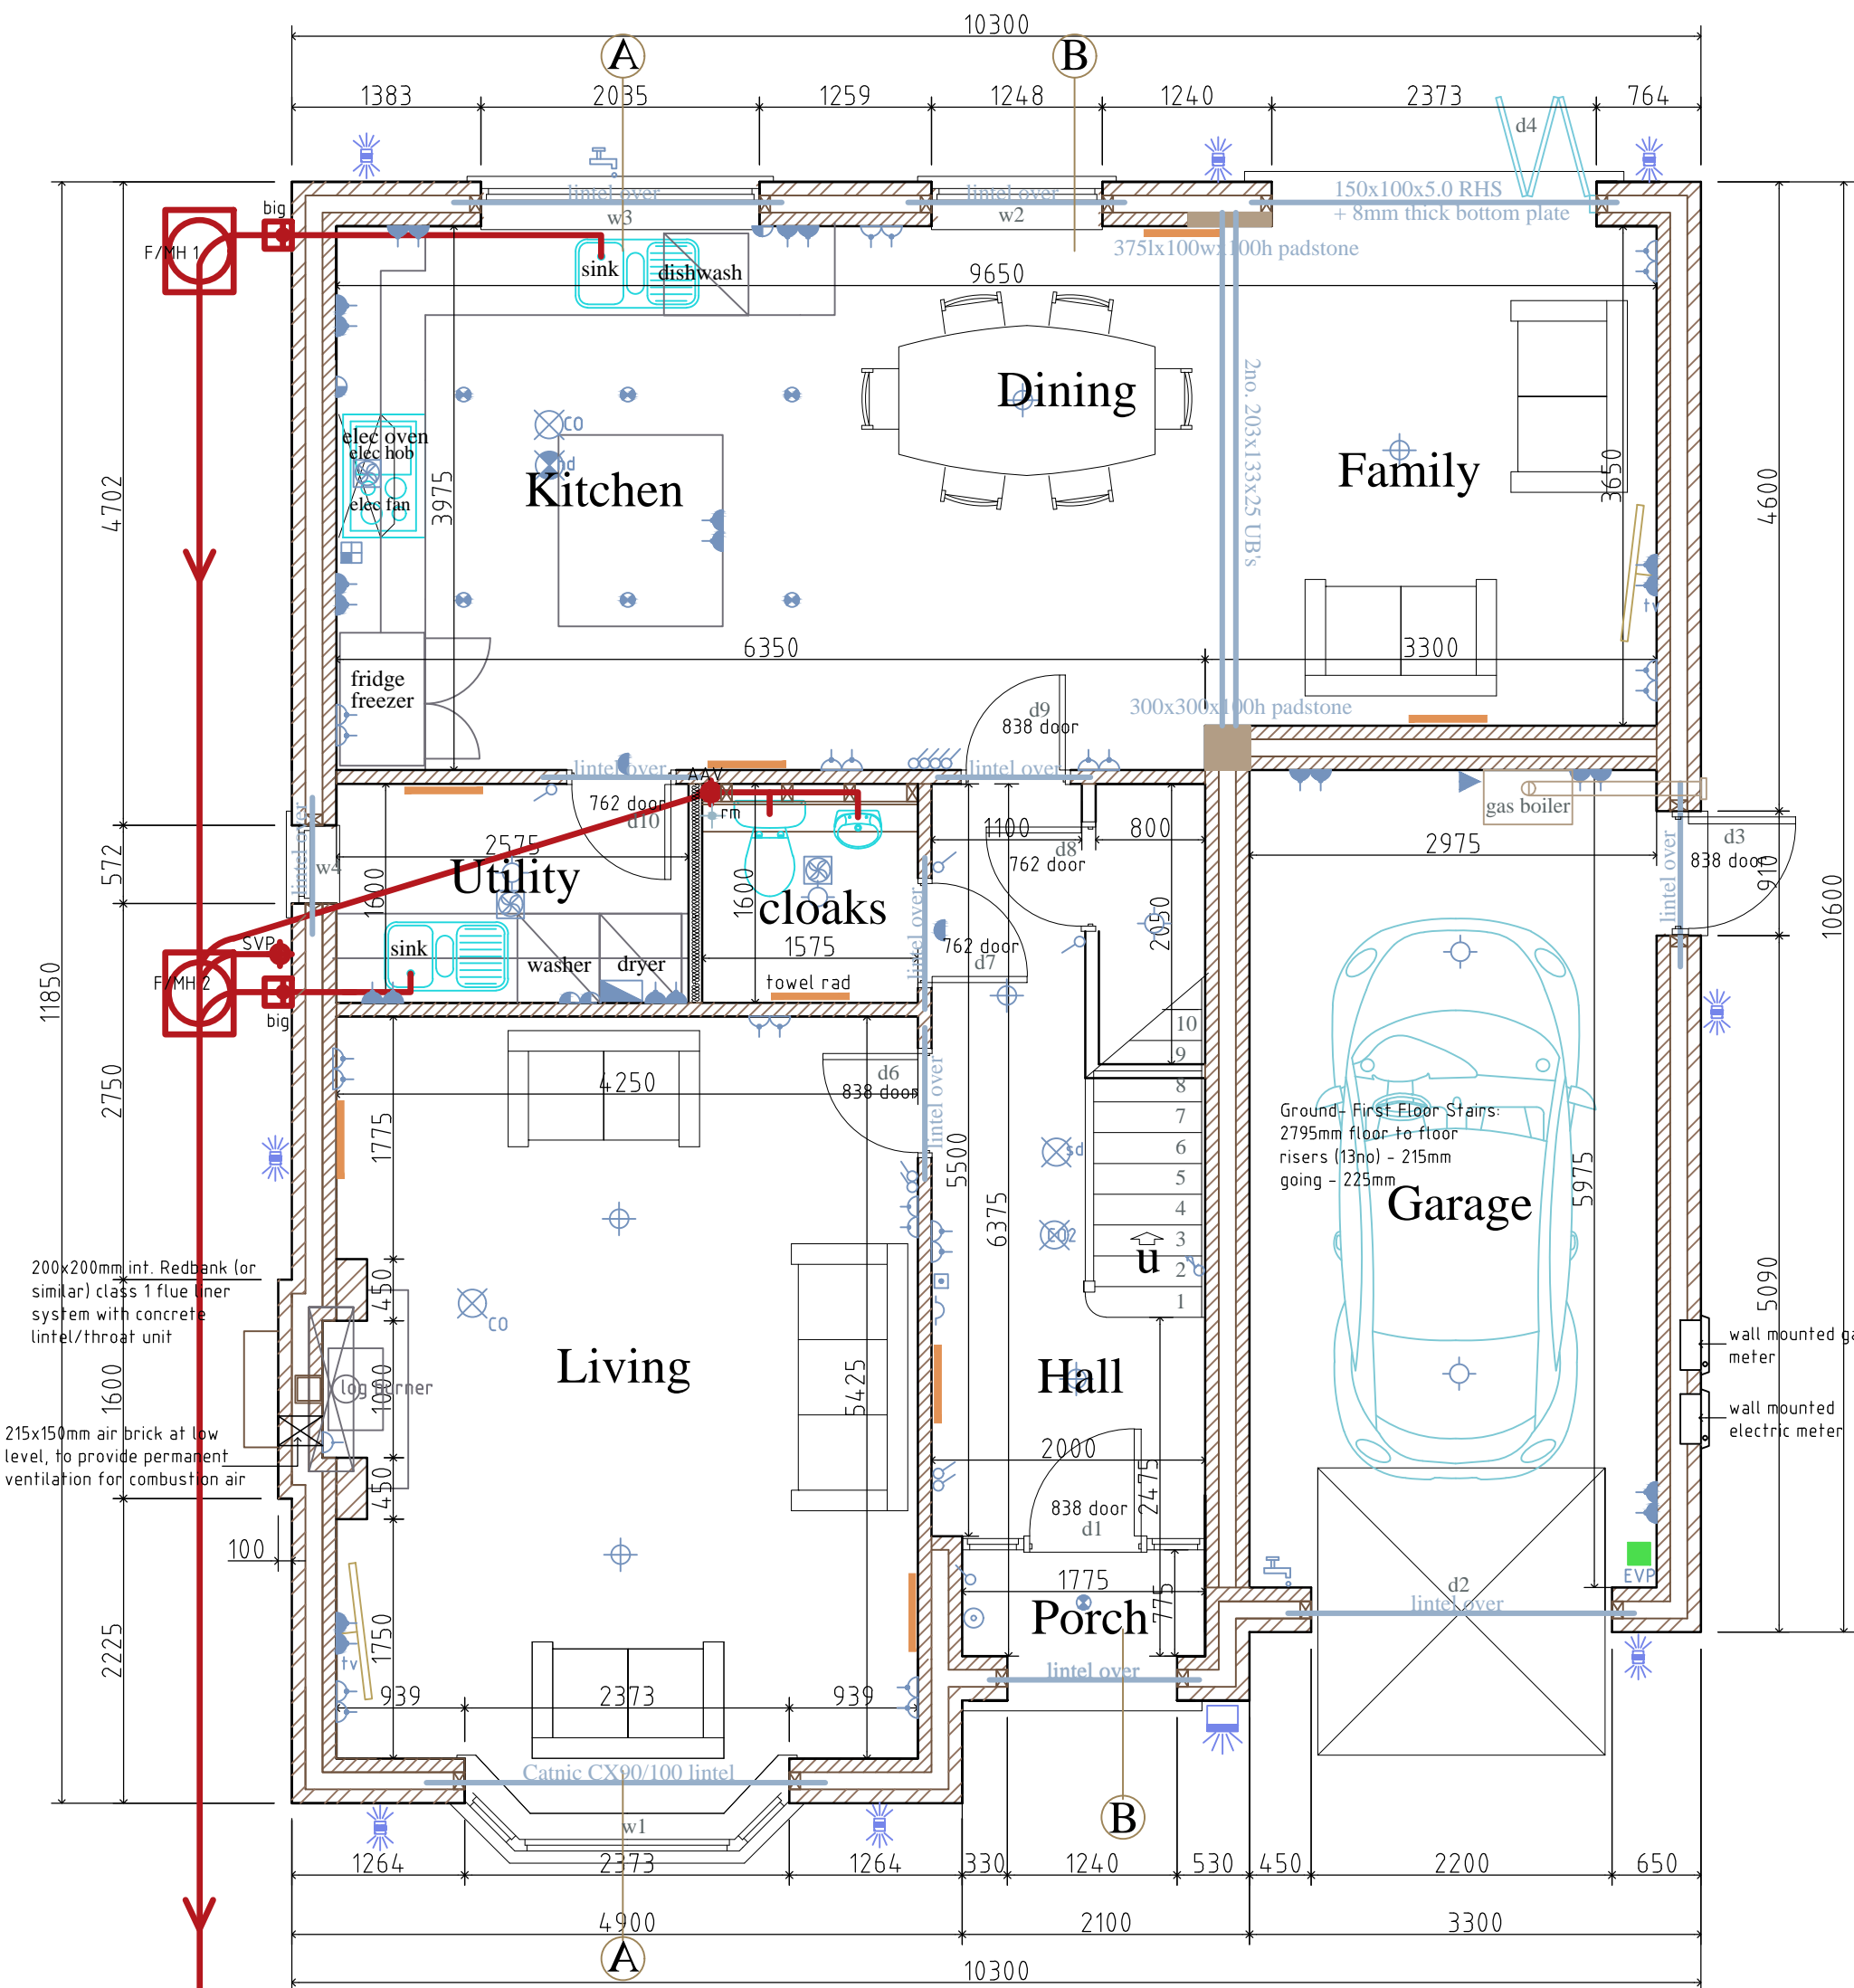 10300
A
B
1383
2035
1259
1248
1240
2373
764
d4
big
lintel over
w3
lintel over
w2
150x100x5.0 RHS
+ 8mm thick bottom plate
F/MH 1
sink
dishwash
375lx100wx100h padstone
9650
Dining
elec oven
elec hob
elec fan
CO
hd
Kitchen
3975
Family
3650
2no. 203x133x25 UB's
4702
4600
tv
6350
3300
fridge
freezer
300x300x100h padstone
d9
838 door
lintel over
AAV
lintel over
762 door
d10
rm
gas boiler
1100
800
d8
762 door
2975
d3
838 door
910
lintel over
w4
572
2575
Utility
1600
1600
cloaks
2050
lintel over
10600
SVP
sink
washer
dryer
1575
towel rad
762 door
d7
lintel over
F/MH 2
big
11850
2750
4250
d6
838 door
lintel over
1775
5500
6375
10
9
8
7
6
5
4
3
2
1
sd
CO2
u
Ground- First Floor Stairs:
2795mm floor to floor
risers (13no) - 215mm
going - 225mm
5975
Garage
200x200mm int. Redbank (or
similar) class 1 flue liner
system with concrete
lintel/throat unit
450
CO
5090
wall mounted ga
meter
Living
Hall
1600
1000
log burner
5425
215x150mm air brick at low
level, to provide permanent
ventilation for combustion air
450
wall mounted
electric meter
2000
2475
838 door
d1
100
1775
775
Porch
d2
lintel over
EVP
2225
1750
tv
939
2373
939
lintel over
Catnic CX90/100 lintel
w1
B
1264
2373
1264
330
1240
530
450
2200
650
4900
2100
3300
A
10300